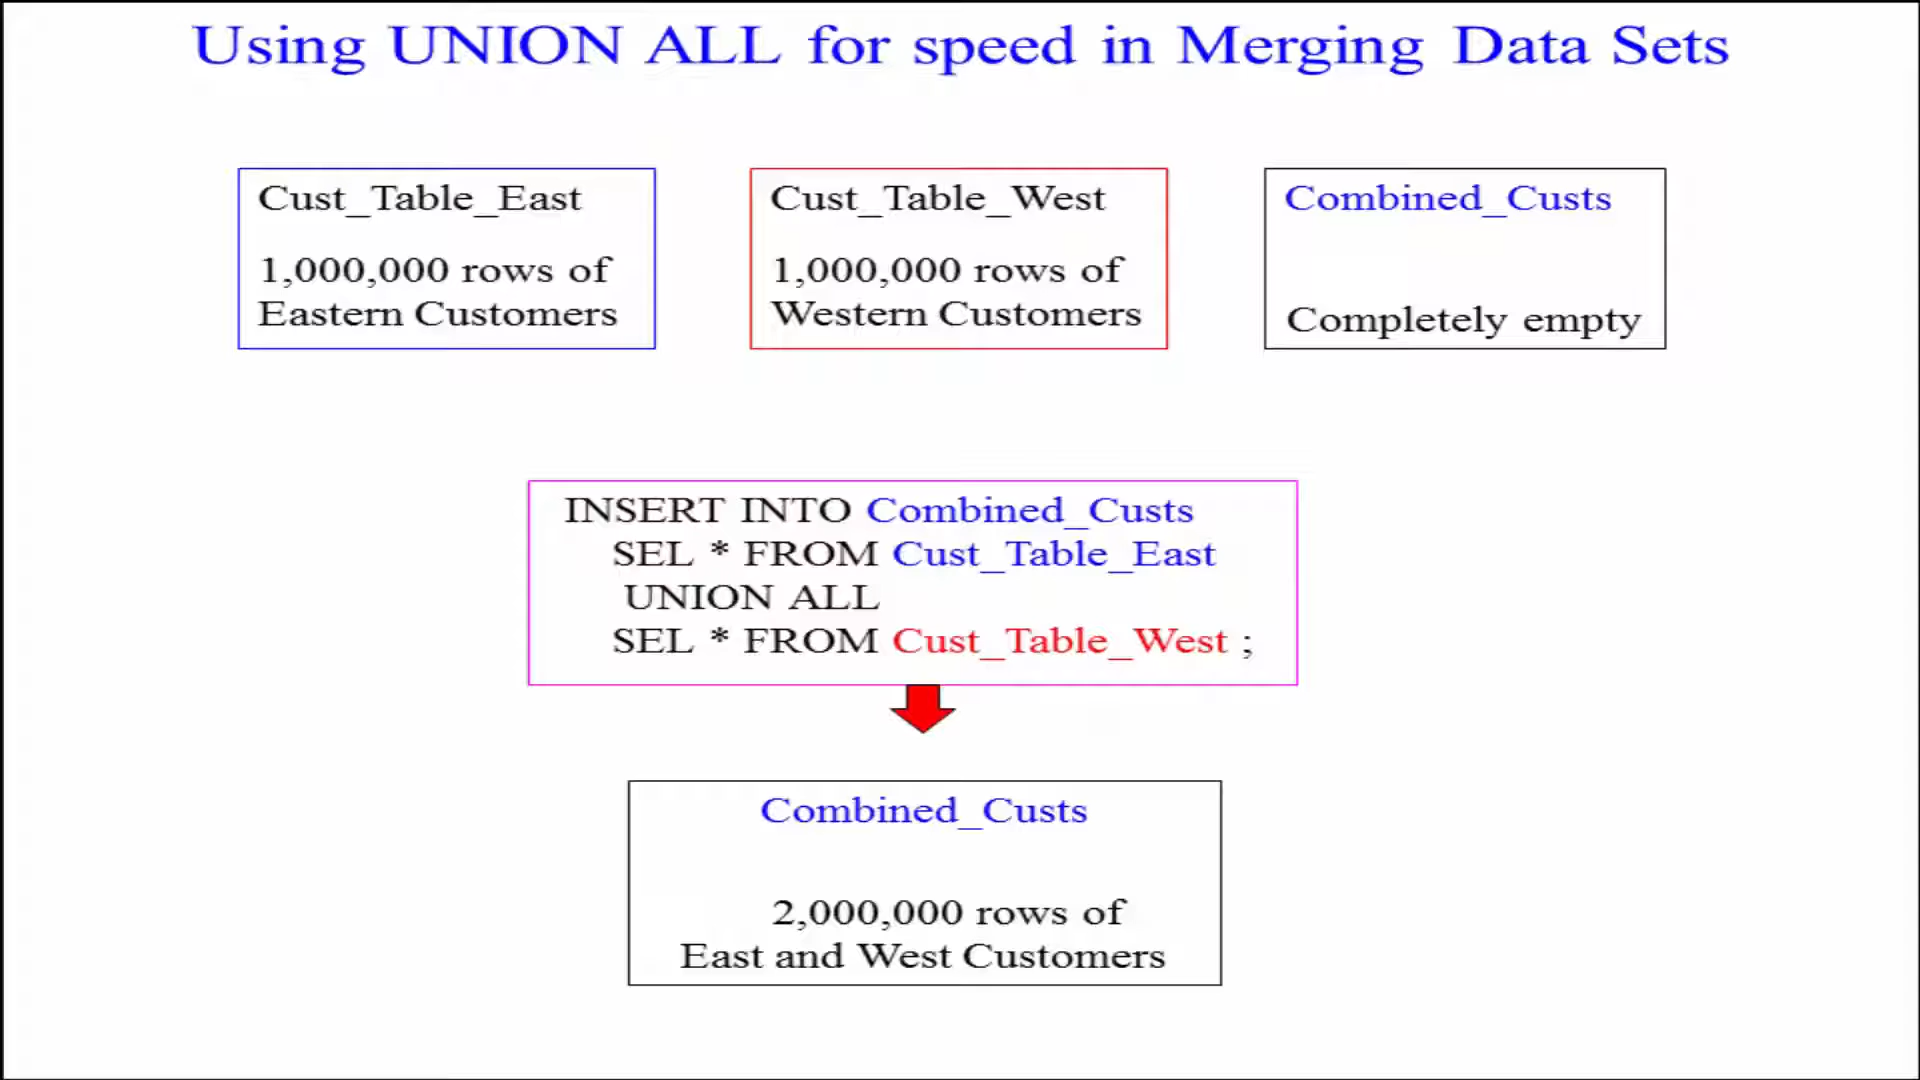 Using UNION ALL for speed in Merging Data Sets
Cust_Table_East
1,000,000 rows of
Eastern Customers
Cust_Table_West
1,000,000 rows of
Western Customers
Combined_Custs
Completely empty
INSERT INTO Combined_Custs
SEL * FROM Cust_Table_East
UNION ALL
SEL * FROM Cust_Table_West ;
Combined_Custs
2,000,000 rows of
East and West Customers